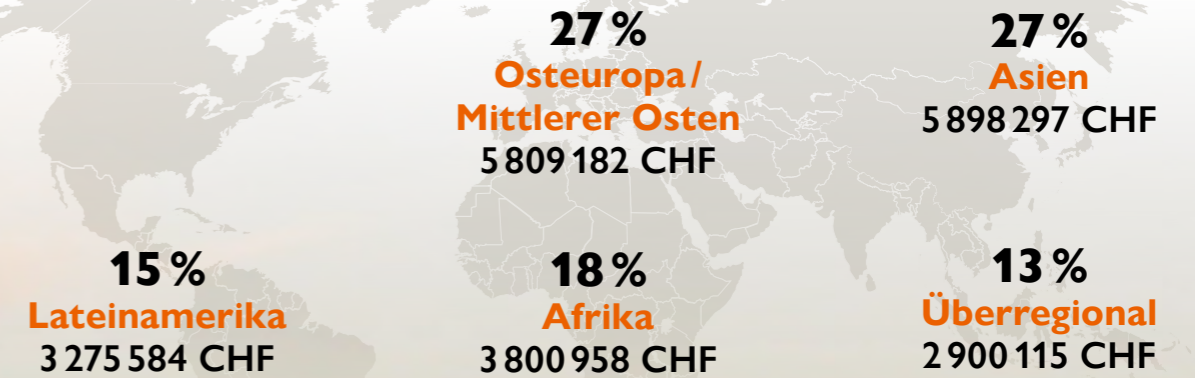 27 %
Osteuropa/
Mittlerer Osten
5 809 182 CHF
27 %
Asien
5 898 297 CHF
15 %
Lateinamerika
3 275 584 CHF
18 %
Afrika
3 800 958 CHF
13 %
Überregional
2 900 115 CHF